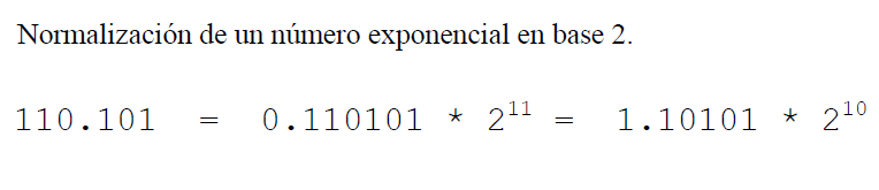 Normalización de un número exponencial en base 2.
110.101 = 0.110101 * 2¹¹ = 1.10101 * 2¹⁰